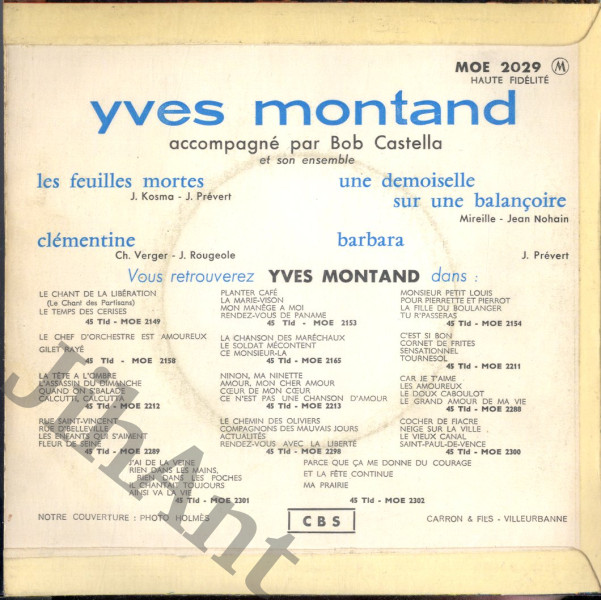 MOE 2029 M
HAUTE FIDÉLITÉ
yves montand
accompagné par Bob Castella
et son ensemble
les feuilles mortes
J. Kosma - J. Prévert
une demoiselle
sur une balançoire
Mireille - Jean Nohain
clémentine
Ch. Verger - J. Rougeole
barbara
J. Prévert
Vous retrouverez YVES MONTAND dans :
LE CHANT DE LA LIBÉRATION
(Le Chant des Partisans)
LE TEMPS DES CERISES
45 Tld - MOE 2149
PLANTER CAFÉ
LA MARIE-VISON
MON MANÈGE A MOI
RENDEZ-VOUS DE PANAME
45 Tld - MOE 2153
MONSIEUR PETIT LOUIS
POUR PIERRETTE ET PIERROT
LA FILLE DU BOULANGER
TU R'PASSERAS
45 Tld - MOE 2154
LE CHEF D'ORCHESTRE EST AMOUREUX
GILET RAYÉ
45 Tld - MOE 2158
LA CHANSON DES MARÉCHAUX
LE SOLDAT MÉCONTENT
CE MONSIEUR-LA
45 Tld - MOE 2165
C'EST SI BON
CORNET DE FRITES
SENSATIONNEL
TOURNESOL
45 Tld - MOE 2211
LA TÊTE A L'OMBRE
L'ASSASSIN DU DIMANCHE
QUAND ON S'BALADE
CALCUTTI, CALCUTTA
45 Tld - MOE 2212
NINON, MA NINETTE
AMOUR, MON CHER AMOUR
CŒUR DE MON CŒUR
CE N'EST PAS UNE CHANSON D'AMOUR
45 Tld - MOE 2213
CAR JE T'AIME .
LES AMOUREUX
LE DOUX CABOULOT
LE GRAND AMOUR DE MA VIE
45 Tld - MOE 2288
RUE SAINT-VINCENT
RUE D'BELLEVILLE
LES ENFANTS QUI S'AIMENT
FLEUR DE SEINE
45 Tld - MOE 2289
LE CHEMIN DES OLIVIERS
COMPAGNONS DES MAUVAIS JOURS
ACTUALITÉS
RENDEZ-VOUS AVEC LA LIBERTÉ
45 Tld - MOE 2298
COCHER DE FIACRE
NEIGE SUR LA VILLE .
LE VIEUX CANAL
SAINT-PAUL-DE-VENCE
45 Tld - MOE 2300
J'AI DE LA VEINE
RIEN DANS LES MAINS,
RIEN DANS LES POCHES
IL CHANTAIT TOUJOURS
AINSI VA LA VIE
45 Tld - MOE 2301
PARCE QUE ÇA ME DONNE DU COURAGE
ET LA FÊTE CONTINUE
MA PRAIRIE
45 Tld - MOE 2302
NOTRE COUVERTURE : PHOTO HOLMÈS
CBS
CARRON & FILS - VILLEURBANNE
JihAnt